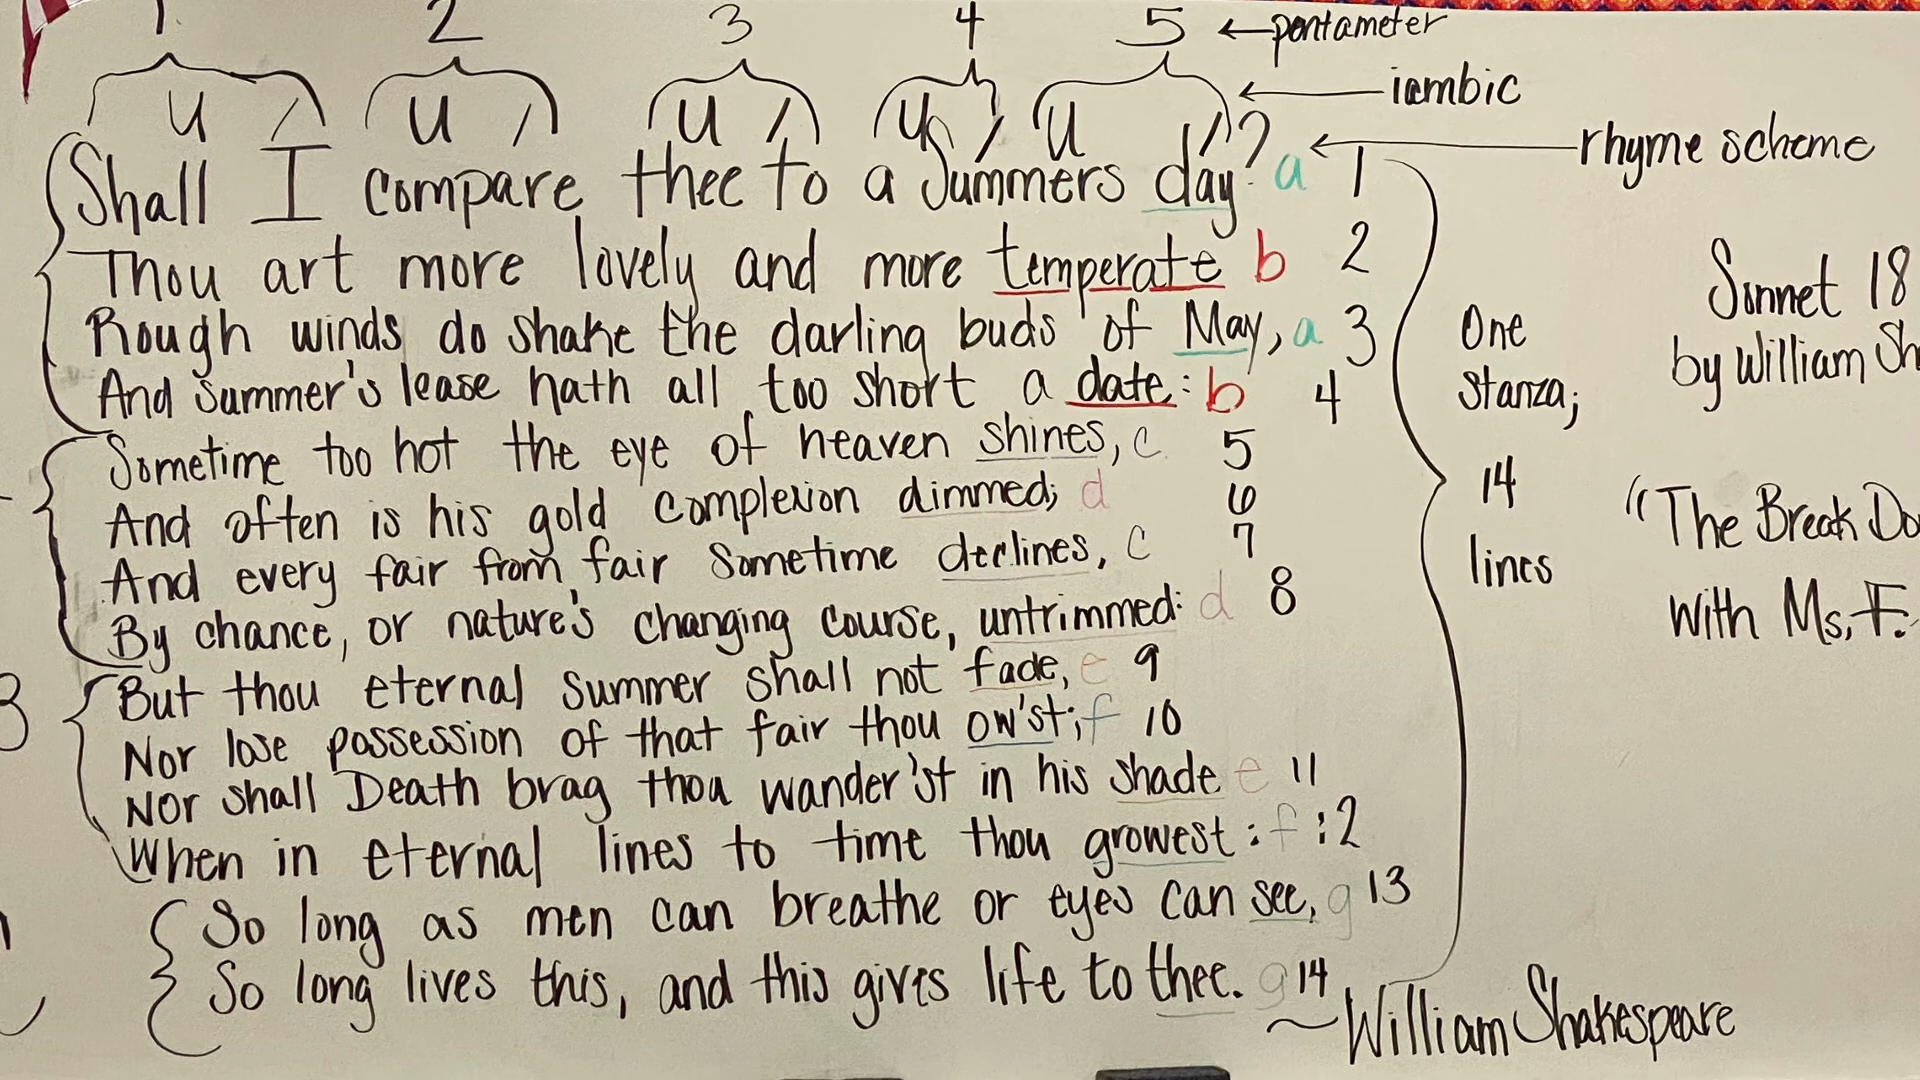 1 2 3 4 5 ← pentameter
u / u / u / u / u / ← iambic
Shall I compare thee to a Summers day? a 1 ← rhyme scheme
Thou art more lovely and more temperate b 2
Rough winds do shake the darling buds of May, a 3
And summer's lease hath all too short a date: b 4
Sometime too hot the eye of heaven shines, c 5
And often is his gold complexion dimmed; d 6
And every fair from fair Sometime declines, c 7
By chance, or nature's changing course, untrimmed: d 8
But thou eternal summer shall not fade, e 9
Nor lose possession of that fair thou ow'st; f 10
Nor shall Death brag thou wander'st in his shade e 11
When in eternal lines to time thou growest: f 12
So long as men can breathe or eyes can see, g 13
So long lives this, and this gives life to thee. g 14
~William Shakespeare
3
One
Stanza;
14
lines
Sonnet 18
by William Sh
"The Break Do
with Ms. F.